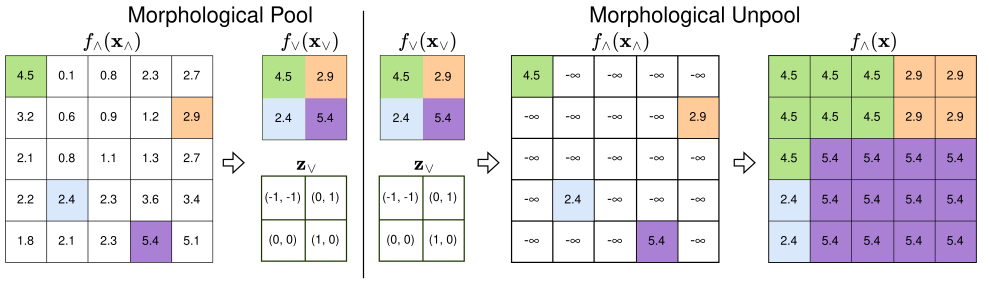 Morphological Pool
Morphological Unpool
f∧(x∧)
f∨(x∨)
f∨(x∨)
f∧(x∧)
f∧(x)
4.5 0.1 0.8 2.3 2.7
3.2 0.6 0.9 1.2 2.9
2.1 0.8 1.1 1.3 2.7
2.2 2.4 2.3 3.6 3.4
1.8 2.1 2.3 5.4 5.1
4.5 2.9
2.4 5.4
z∨
(-1, -1) (0, 1)
(0, 0) (1, 0)
4.5 2.9
2.4 5.4
z∨
(-1, -1) (0, 1)
(0, 0) (1, 0)
4.5 -∞ -∞ -∞ -∞
-∞ -∞ -∞ -∞ 2.9
-∞ -∞ -∞ -∞ -∞
-∞ 2.4 -∞ -∞ -∞
-∞ -∞ -∞ 5.4 -∞
4.5 4.5 4.5 2.9 2.9
4.5 4.5 4.5 2.9 2.9
4.5 5.4 5.4 5.4 5.4
2.4 5.4 5.4 5.4 5.4
2.4 5.4 5.4 5.4 5.4